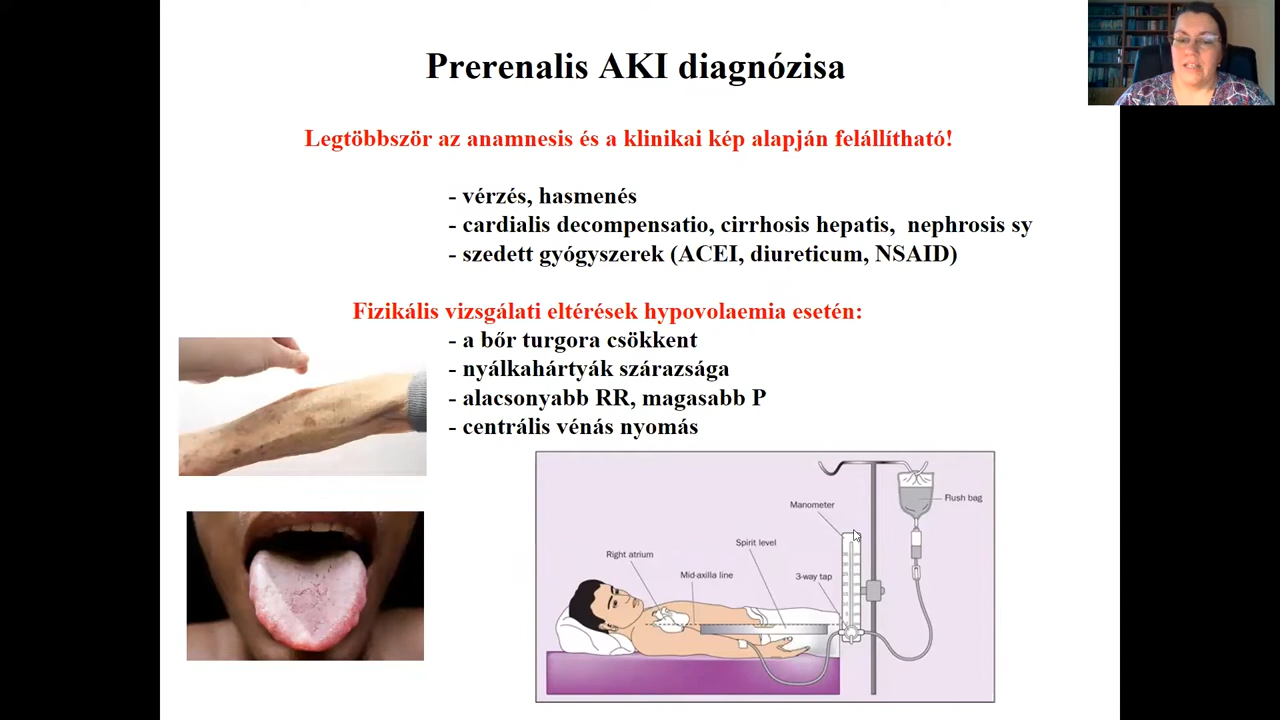 Prerenalis AKI diagnózisa
Legtöbbször az anamnesis és a klinikai kép alapján felállítható!
- vérzés, hasmenés
- cardialis decompensatio, cirrhosis hepatis, nephrosis sy
- szedett gyógyszerek (ACEI, diureticum, NSAID)
Fizikális vizsgálati eltérések hypovolaemia esetén:
- a bőr turgora csökkent
- nyálkahártyák szárazsága
- alacsonyabb RR, magasabb P
- centrális vénás nyomás
Flush bag
Manometer
Spirit level
Right atrium
Mid-axilla line
3-way tap